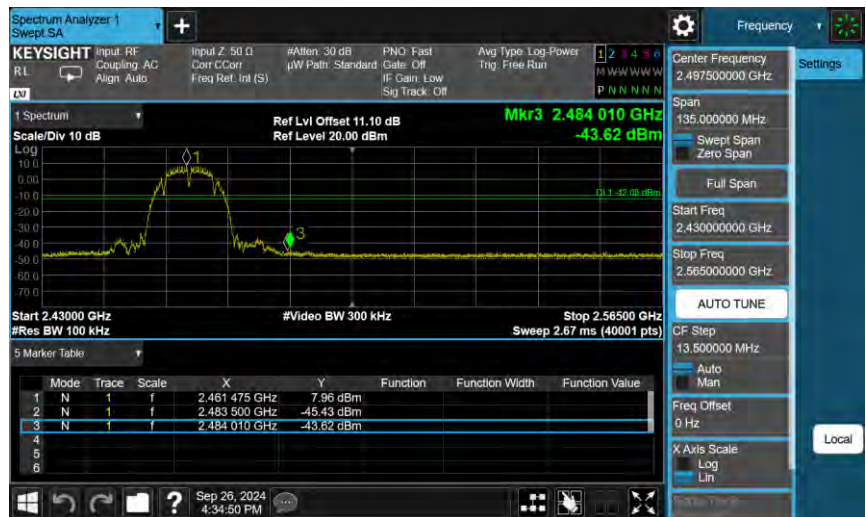 Spectrum Analyzer 1
Swept SA
Frequency
KEYSIGHT
RL
LXI
Input: RF
Coupling: AC
Align: Auto
Input Z: 50 Ω
Corr CCorr
Freq Ref: Int (S)
#Atten: 30 dB
µW Path: Standard
PNO: Fast
Gate: Off
IF Gain: Low
Sig Track: Off
Avg Type: Log-Power
Trig: Free Run
1 2 3 4 5 6
M W W W W W
P N N N N N
1 Spectrum
Scale/Div 10 dB
Ref Lvl Offset 11.10 dB
Ref Level 20.00 dBm
Mkr3 2.484 010 GHz
-43.62 dBm
Log
10.0
0.00
-10.0
-20.0
-30.0
-40.0
-50.0
-60.0
-70.0
1
3
DL1 -12.08 dBm
Start 2.43000 GHz
#Res BW 100 kHz
#Video BW 300 kHz
Stop 2.56500 GHz
Sweep 2.67 ms (40001 pts)
5 Marker Table
Mode Trace Scale X Y Function Function Width Function Value
1 N 1 f 2.461 475 GHz 7.96 dBm
2 N 1 f 2.483 500 GHz -45.43 dBm
3 N 1 f 2.484 010 GHz -43.62 dBm
4
5
6
Sep 26, 2024
4:34:50 PM
?
Center Frequency
2.497500000 GHz
Span
135.000000 MHz
Swept Span
Zero Span
Full Span
Start Freq
2.430000000 GHz
Stop Freq
2.565000000 GHz
AUTO TUNE
CF Step
13.500000 MHz
Auto
Man
Freq Offset
0 Hz
X Axis Scale
Log
Lin
Settings
Local